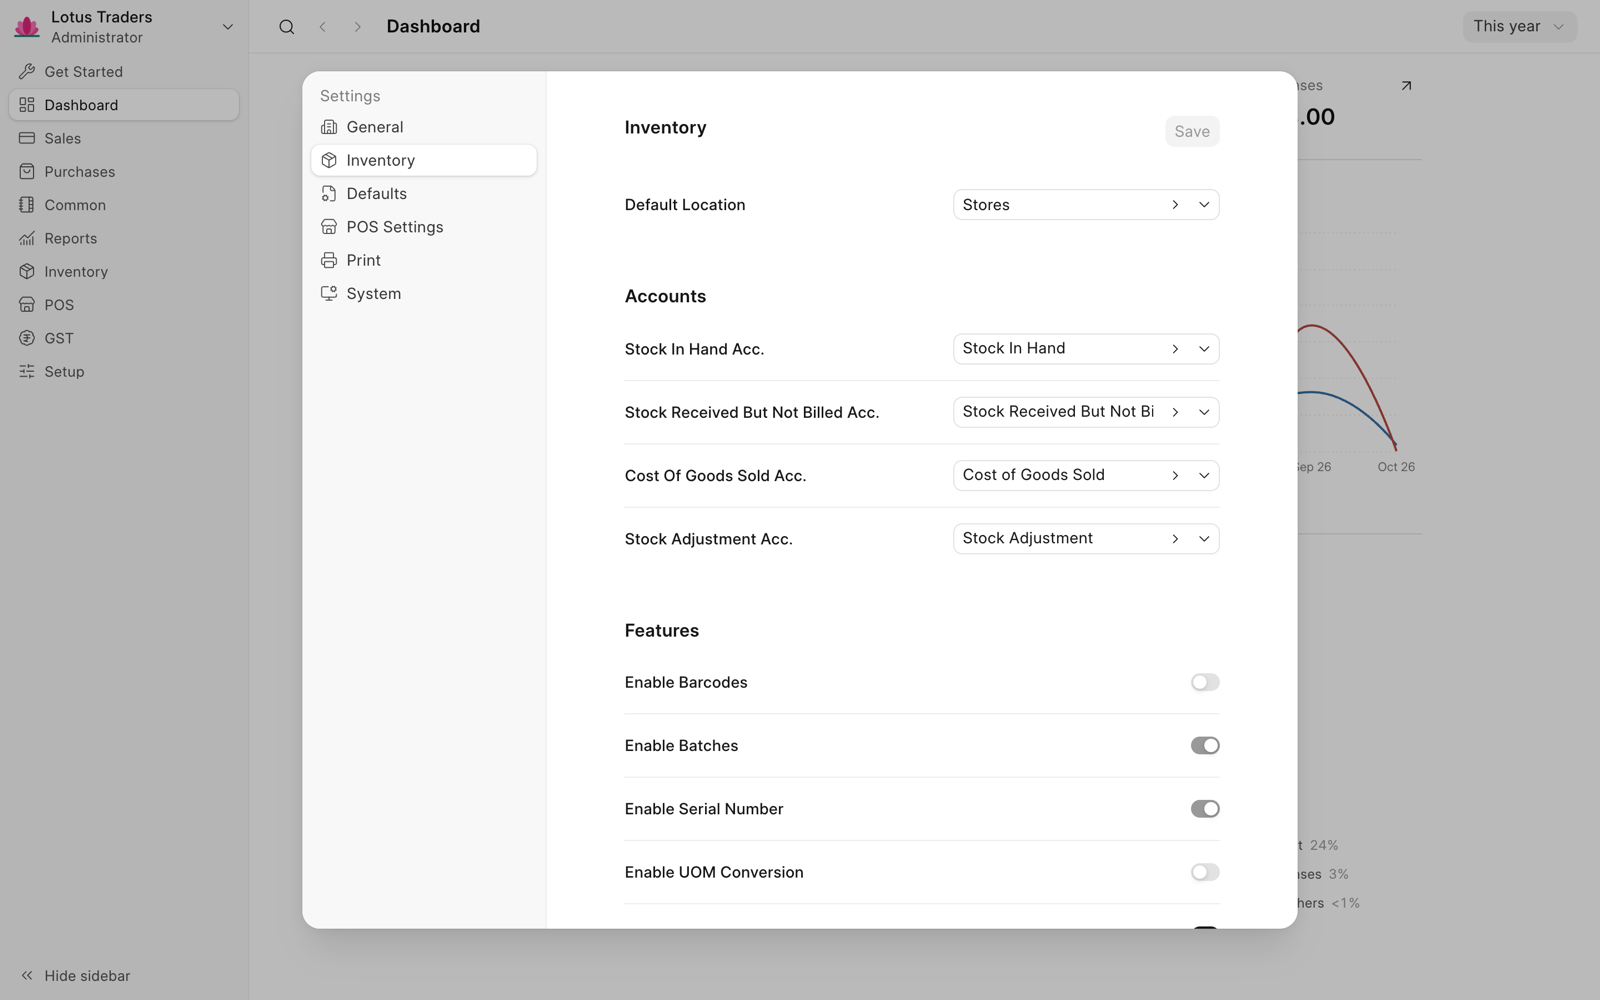 Lotus Traders
Administrator
Get Started
Dashboard
Sales
Purchases
Common
Reports
Inventory
POS
GST
Setup
Hide sidebar
Dashboard
This year
Settings
General
Inventory
Defaults
POS Settings
Print
System
Inventory
Save
Default Location
Stores
Accounts
Stock In Hand Acc.
Stock In Hand
Stock Received But Not Billed Acc.
Stock Received But Not Bi
Cost Of Goods Sold Acc.
Cost of Goods Sold
Stock Adjustment Acc.
Stock Adjustment
Features
Enable Barcodes
Enable Batches
Enable Serial Number
Enable UOM Conversion
.00
26
Oct 26
24%
3%
<1%